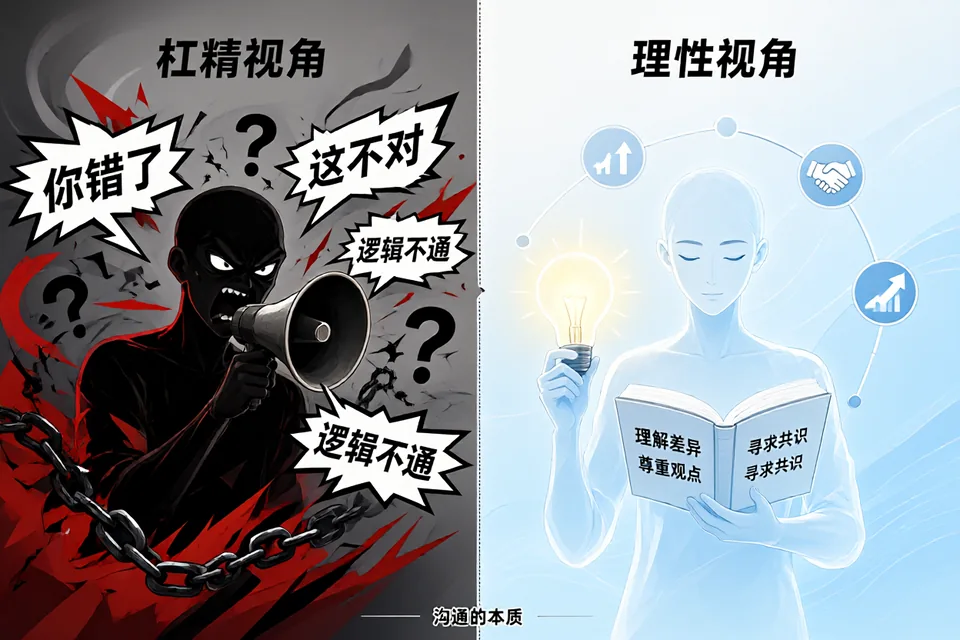 杠精视角
你错了
这不对
逻辑不通
逻辑不通
理性视角
理解差异
尊重观点
寻求共识
寻求共识
沟通的本质